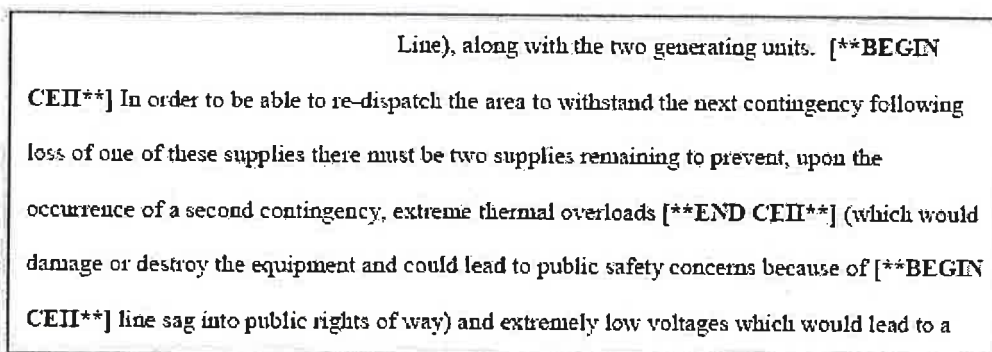 Line), along with the two generating units. [**BEGIN
CEII**] In order to be able to re-dispatch the area to withstand the next contingency following
loss of one of these supplies there must be two supplies remaining to prevent, upon the
occurrence of a second contingency, extreme thermal overloads [**END CEII**] (which would
damage or destroy the equipment and could lead to public safety concerns because of [**BEGIN
CEII**] line sag into public rights of way) and extremely low voltages which would lead to a